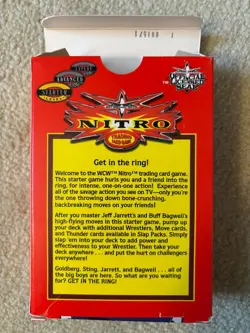 EXPERT
ADVANCED
STARTER
OFFICIAL
SEAL
NITRO
Get in the ring!
Welcome to the WCW™ Nitro™ trading card game.
This starter game hurls you and a friend into the
ring, for intense, one-on-one action!  Experience
all of the savage action you see on TV—only you're
the one throwing down bone-crunching,
backbreaking moves on your friends!
After you master Jeff Jarrett's and Buff Bagwell's
high-flying moves in this starter game, pump up
your deck with additional Wrestlers. Move cards,
and Thunder cards available in Slap Packs. Simply
slap 'em into your deck to add power and
effectiveness to your Wrestler. Then take your
deck anywhere . . . and put the hurt on challengers
everywhere!
Goldberg, Sting, Jarrett, and Bagwell . . . all of
the big boys are here. So what are you waiting
for? GET IN THE RING!